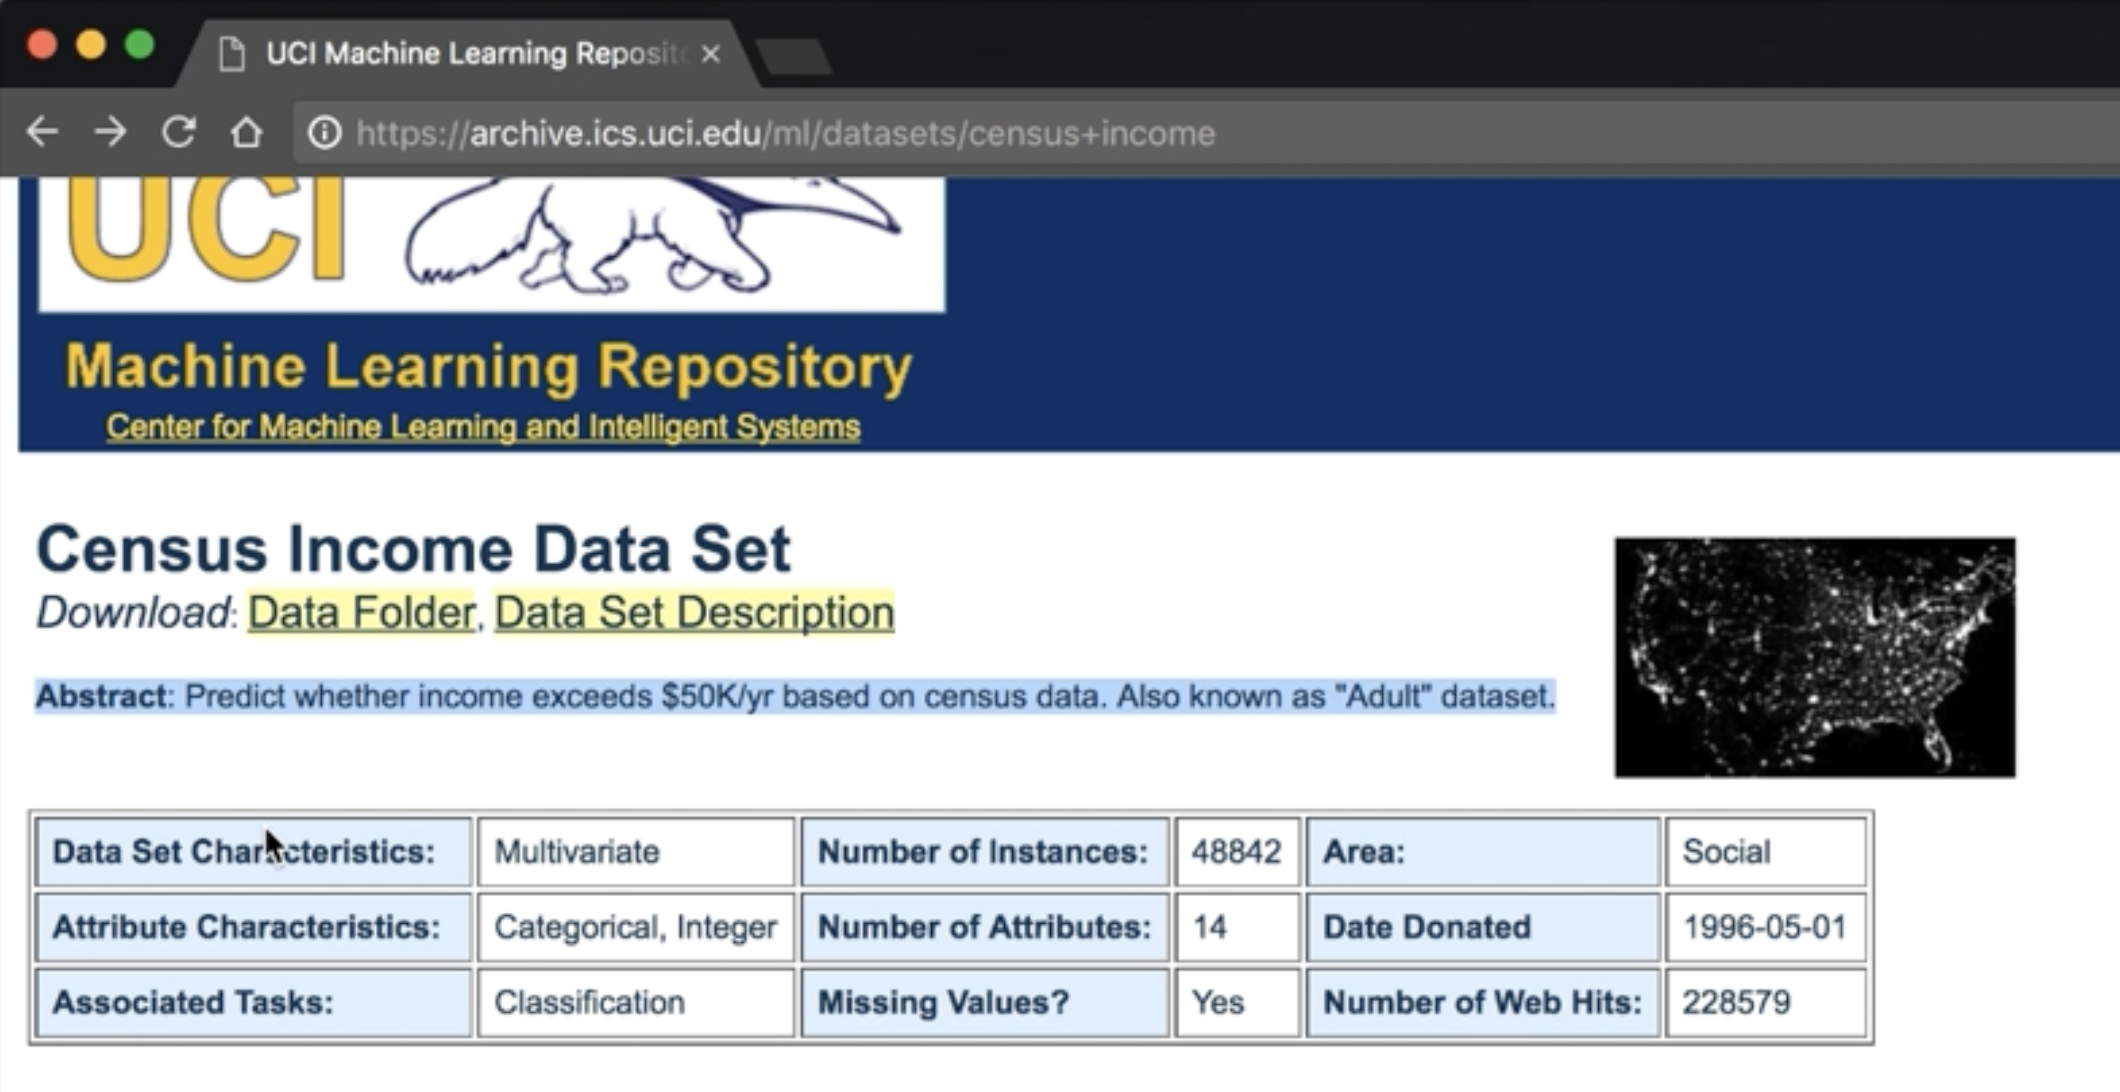 UCI Machine Learning Reposit
https://archive.ics.uci.edu/ml/datasets/census+income
UCI
Machine Learning Repository
Center for Machine Learning and Intelligent Systems
Census Income Data Set
Download: Data Folder, Data Set Description
Abstract: Predict whether income exceeds $50K/yr based on census data. Also known as "Adult" dataset.
Data Set Characteristics: Multivariate Number of Instances: 48842 Area: Social
Attribute Characteristics: Categorical, Integer Number of Attributes: 14 Date Donated 1996-05-01
Associated Tasks: Classification Missing Values? Yes Number of Web Hits: 228579